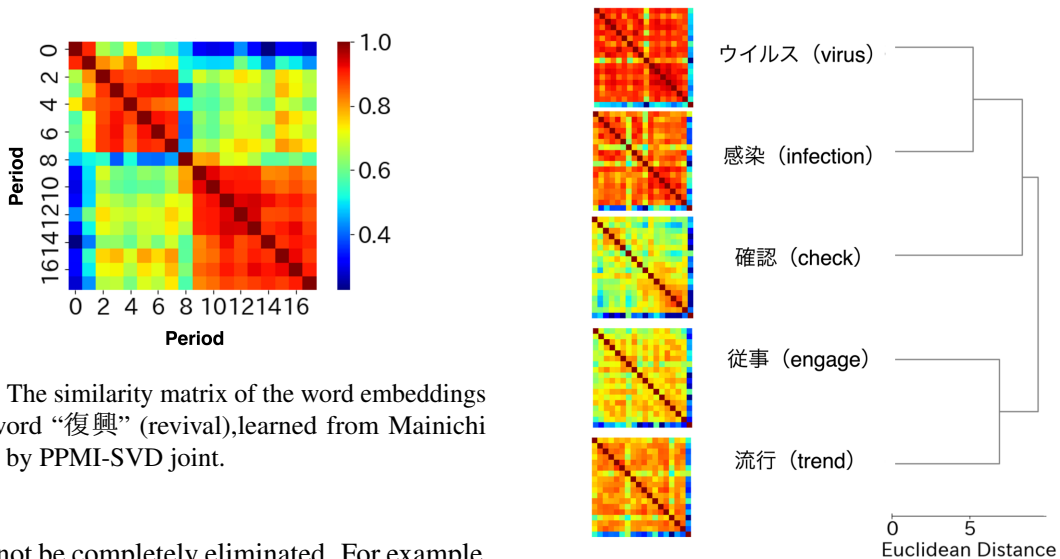 0
2
4
6
8
10
12
14
16
Period
0 2 4 6 8 10 12 14 16
Period
1.0
0.8
0.6
0.4
The similarity matrix of the word embeddings
word “復興” (revival),learned from Mainichi
by PPMI-SVD joint.
not be completely eliminated. For example,
ウイルス（virus）
感染（infection）
確認（check）
従事（engage）
流行（trend）
0 5
Euclidean Distance